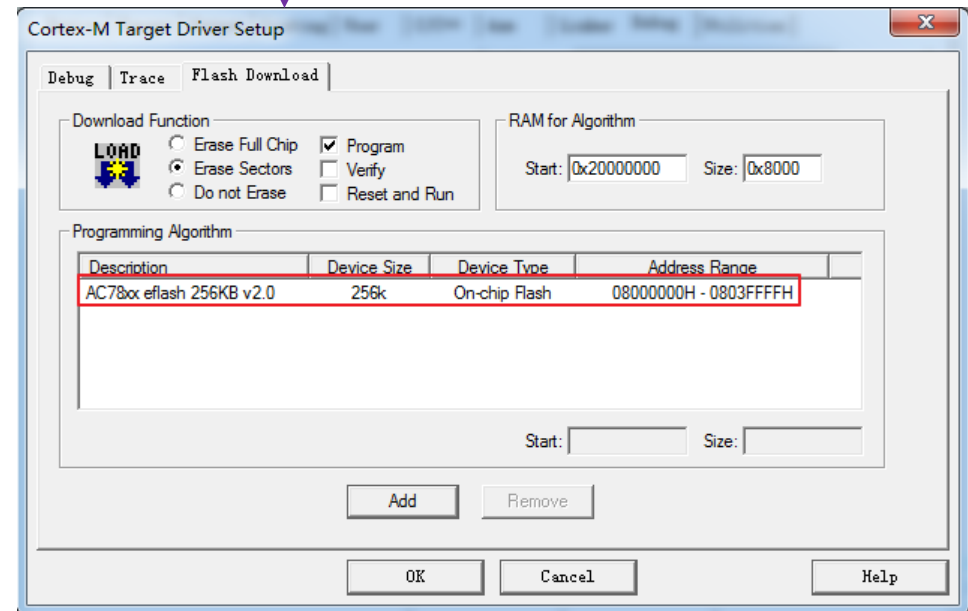 Cortex-M Target Driver Setup
Debug Trace Flash Download
Download Function
LOAD
Erase Full Chip
Erase Sectors
Do not Erase
Program
Verify
Reset and Run
RAM for Algorithm
Start: 0x20000000 Size: 0x8000
Programming Algorithm
Description Device Size Device Type Address Range
AC78xx eflash 256KB v2.0 256k On-chip Flash 08000000H - 0803FFFFH
Start: Size:
Add Remove
OK Cancel Help